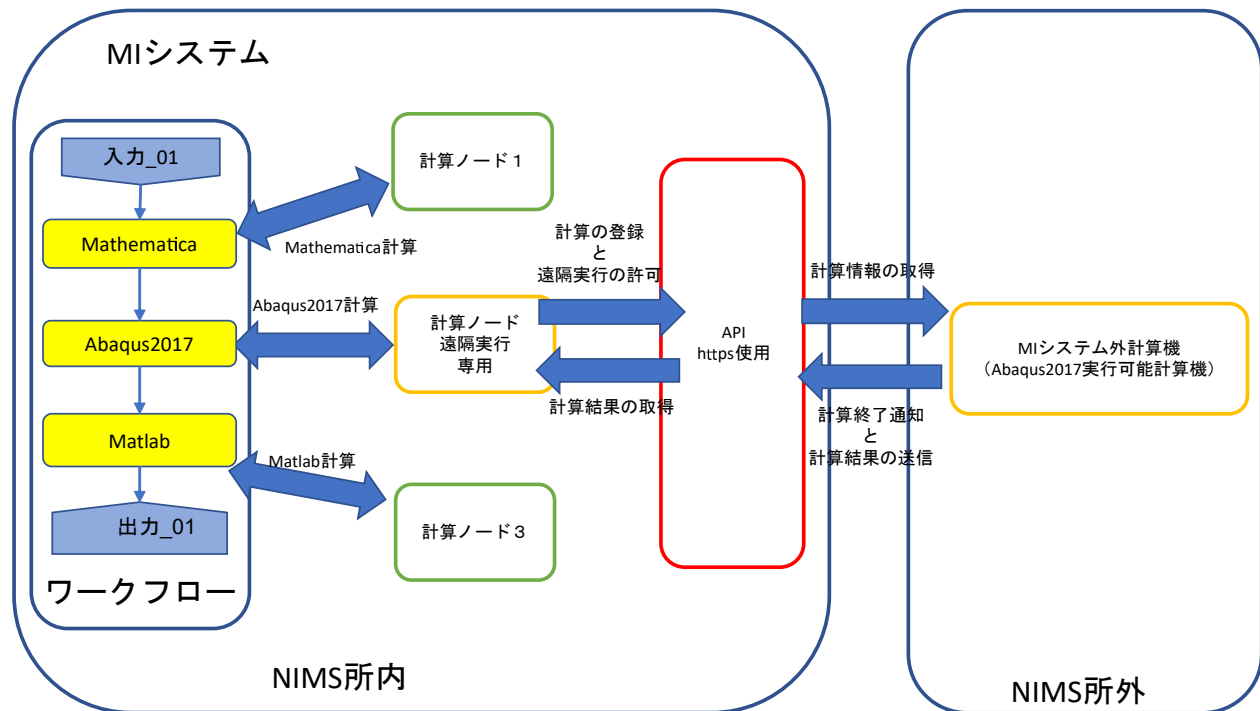 MIシステム
入力_01
Mathematica
Abaqus2017
Matlab
出力_01
ワークフロー
計算ノード１
Mathematica計算
Abaqus2017計算
計算ノード
遠隔実行
専用
Matlab計算
計算ノード３
計算の登録
と
遠隔実行の許可
計算結果の取得
API
https使用
NIMS所内
計算情報の取得
計算終了通知
と
計算結果の送信
MIシステム外計算機
（Abaqus2017実行可能計算機）
NIMS所外